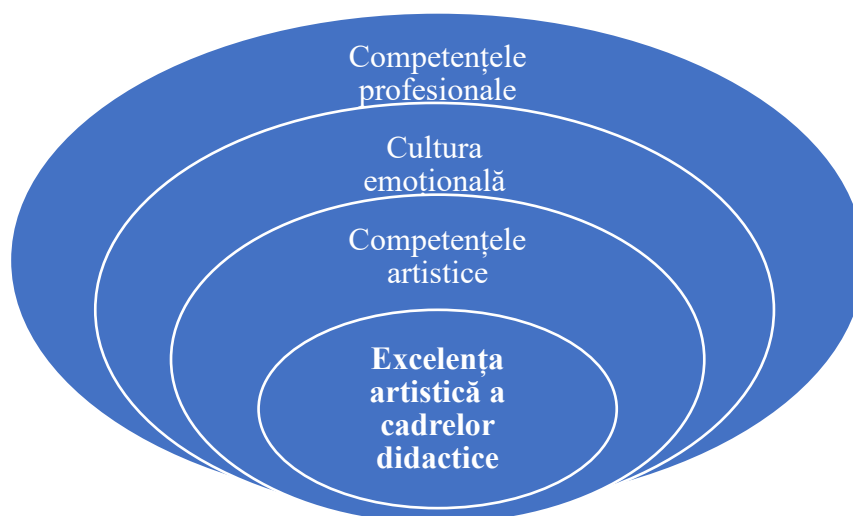 Competențele
profesionale
Cultura
emoțională
Competențele
artistice
Excelența
artistică a
cadrelor
didactice